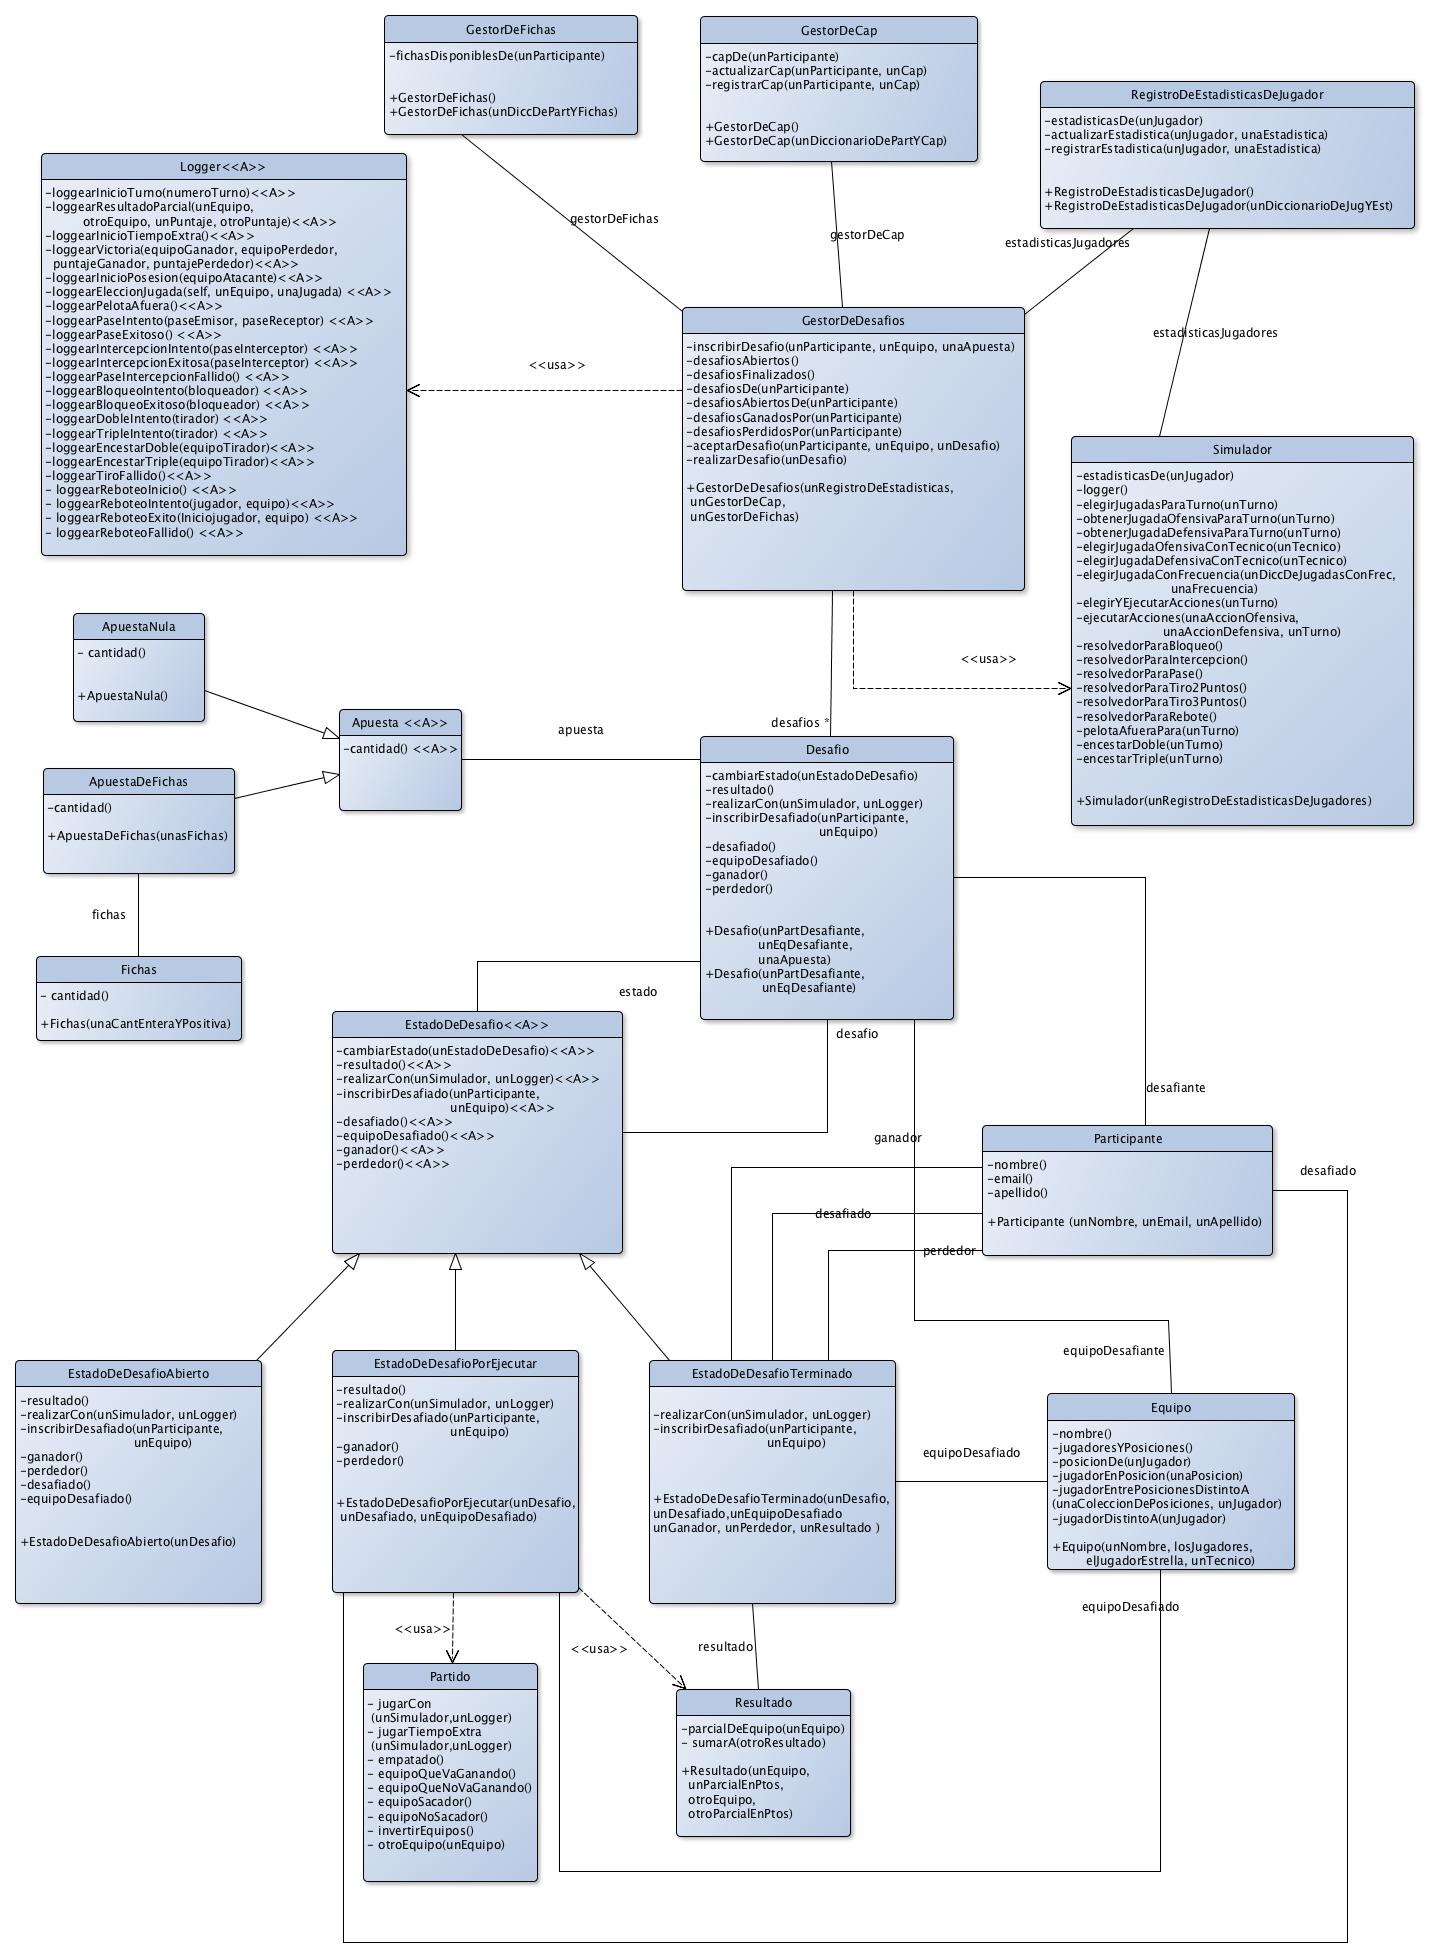 GestorDeFichas
-fichasDisponiblesDe(unParticipante)
+GestorDeFichas()
+GestorDeFichas(unDiccDePartYFichas)
GestorDeCap
-capDe(unParticipante)
-actualizarCap(unParticipante, unCap)
-registrarCap(unParticipante, unCap)
+GestorDeCap()
+GestorDeCap(unDiccionarioDePartYCap)
RegistroDeEstadisticasDeJugador
-estadisticasDe(unJugador)
-actualizarEstadistica(unJugador, unaEstadistica)
-registrarEstadistica(unJugador, unaEstadistica)
+RegistroDeEstadisticasDeJugador()
+RegistroDeEstadisticasDeJugador(unDiccionarioDeJugYEst)
Logger<<A>>
-loggearInicioTurno(numeroTurno)<<A>>
-loggearResultadoParcial(unEquipo,
otroEquipo, unPuntaje, otroPuntaje)<<A>>
-loggearInicioTiempoExtra()<<A>>
-loggearVictoria(equipoGanador, equipoPerdedor,
puntajeGanador, puntajePerdedor)<<A>>
-loggearInicioPosesion(equipoAtacante)<<A>>
-loggearEleccionJugada(self, unEquipo, unaJugada) <<A>>
-loggearPelotaAfuera()<<A>>
-loggearPaseIntento(paseEmisor, paseReceptor) <<A>>
-loggearPaseExitoso() <<A>>
-loggearIntercepcionIntento(paseInterceptor) <<A>>
-loggearIntercepcionExitosa(paseInterceptor) <<A>>
-loggearPaseIntercepcionFallido() <<A>>
-loggearBloqueoIntento(bloqueador) <<A>>
-loggearBloqueoExitoso(bloqueador) <<A>>
-loggearDobleIntento(tirador) <<A>>
-loggearTripleIntento(tirador) <<A>>
-loggearEncestarDoble(equipoTirador)<<A>>
-loggearEncestarTriple(equipoTirador)<<A>>
-loggearTiroFallido()<<A>>
- loggearReboteoInicio() <<A>>
- loggearReboteoIntento(jugador, equipo)<<A>>
- loggearReboteoExito(Iniciojugador, equipo) <<A>>
- loggearReboteoFallido() <<A>>
gestorDeFichas
gestorDeCap
estadisticasJugadores
estadisticasJugadores
<<usa>>
GestorDeDesafios
-inscribirDesafio(unParticipante, unEquipo, unaApuesta)
-desafiosAbiertos()
-desafiosFinalizados()
-desafiosDe(unParticipante)
-desafiosAbiertosDe(unParticipante)
-desafiosGanadosPor(unParticipante)
-desafiosPerdidosPor(unParticipante)
-aceptarDesafio(unParticipante, unEquipo, unDesafio)
-realizarDesafio(unDesafio)
+GestorDeDesafios(unRegistroDeEstadisticas,
unGestorDeCap,
unGestorDeFichas)
Simulador
-estadisticasDe(unJugador)
-logger()
-elegirJugadasParaTurno(unTurno)
-obtenerJugadaOfensivaParaTurno(unTurno)
-obtenerJugadaDefensivaParaTurno(unTurno)
-elegirJugadaOfensivaConTecnico(unTecnico)
-elegirJugadaDefensivaConTecnico(unTecnico)
-elegirJugadaConFrecuencia(unDiccDeJugadasConFrec,
unaFrecuencia)
-elegirYEjecutarAcciones(unTurno)
-ejecutarAcciones(unaAccionOfensiva,
unaAccionDefensiva, unTurno)
-resolvedorParaBloqueo()
-resolvedorParaIntercepcion()
-resolvedorParaPase()
-resolvedorParaTiro2Puntos()
-resolvedorParaTiro3Puntos()
-resolvedorParaRebote()
-pelotaAfueraPara(unTurno)
-encestarDoble(unTurno)
-encestarTriple(unTurno)
+Simulador(unRegistroDeEstadisticasDeJugadores)
<<usa>>
desafios *
ApuestaNula
- cantidad()
+ApuestaNula()
Apuesta <<A>>
-cantidad() <<A>>
apuesta
ApuestaDeFichas
-cantidad()
+ApuestaDeFichas(unasFichas)
fichas
Fichas
- cantidad()
+Fichas(unaCantEnteraYPositiva)
Desafio
-cambiarEstado(unEstadoDeDesafio)
-resultado()
-realizarCon(unSimulador, unLogger)
-inscribirDesafiado(unParticipante,
unEquipo)
-desafiado()
-equipoDesafiado()
-ganador()
-perdedor()
+Desafio(unPartDesafiante,
unEqDesafiante,
unaApuesta)
+Desafio(unPartDesafiante,
unEqDesafiante)
estado
desafio
desafiante
EstadoDeDesafio<<A>>
-cambiarEstado(unEstadoDeDesafio)<<A>>
-resultado()<<A>>
-realizarCon(unSimulador, unLogger)<<A>>
-inscribirDesafiado(unParticipante,
unEquipo)<<A>>
-desafiado()<<A>>
-equipoDesafiado()<<A>>
-ganador()<<A>>
-perdedor()<<A>>
Participante
-nombre()
-email()
-apellido()
+Participante (unNombre, unEmail, unApellido)
ganador
desafiado
perdedor
desafiado
equipoDesafiante
EstadoDeDesafioAbierto
-resultado()
-realizarCon(unSimulador, unLogger)
-inscribirDesafiado(unParticipante,
unEquipo)
-ganador()
-perdedor()
-desafiado()
-equipoDesafiado()
+EstadoDeDesafioAbierto(unDesafio)
EstadoDeDesafioPorEjecutar
-resultado()
-realizarCon(unSimulador, unLogger)
-inscribirDesafiado(unParticipante,
unEquipo)
-ganador()
-perdedor()
+EstadoDeDesafioPorEjecutar(unDesafio,
unDesafiado, unEquipoDesafiado)
EstadoDeDesafioTerminado
-realizarCon(unSimulador, unLogger)
-inscribirDesafiado(unParticipante,
unEquipo)
+EstadoDeDesafioTerminado(unDesafio,
unDesafiado,unEquipoDesafiado
unGanador, unPerdedor, unResultado )
equipoDesafiado
Equipo
-nombre()
-jugadoresYPosiciones()
-posicionDe(unJugador)
-jugadorEnPosicion(unaPosicion)
-jugadorEntrePosicionesDistintoA
(unaColeccionDePosiciones, unJugador)
-jugadorDistintoA(unJugador)
+Equipo(unNombre, losJugadores,
elJugadorEstrella, unTecnico)
equipoDesafiado
<<usa>>
<<usa>>
resultado
Partido
- jugarCon
(unSimulador,unLogger)
- jugarTiempoExtra
(unSimulador,unLogger)
- empatado()
- equipoQueVaGanando()
- equipoQueNoVaGanando()
- equipoSacador()
- equipoNoSacador()
- invertirEquipos()
- otroEquipo(unEquipo)
Resultado
-parcialDeEquipo(unEquipo)
- sumarA(otroResultado)
+Resultado(unEquipo,
unParcialEnPtos,
otroEquipo,
otroParcialEnPtos)